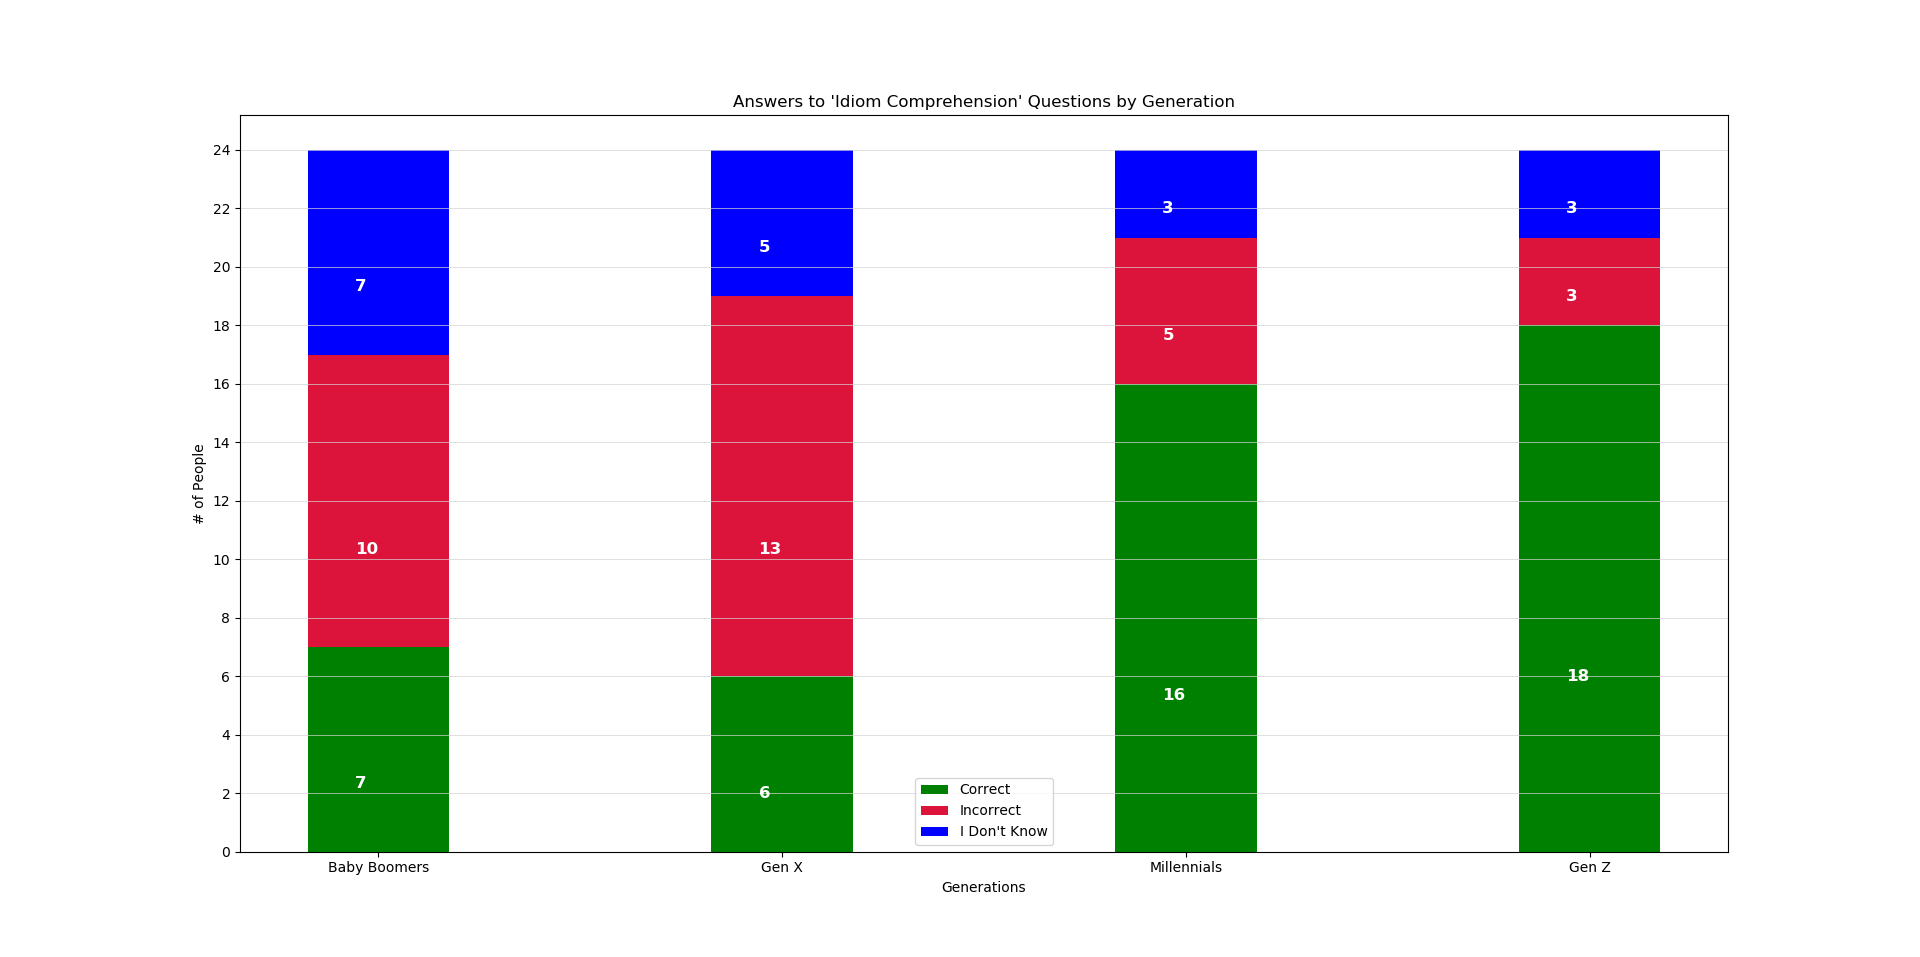 Answers to 'Idiom Comprehension' Questions by Generation
# of People
24
22
20
18
16
14
12
10
8
6
4
2
0
7
10
7
5
13
6
3
5
16
3
3
18
Correct
Incorrect
I Don't Know
Baby Boomers
Gen X
Millennials
Gen Z
Generations